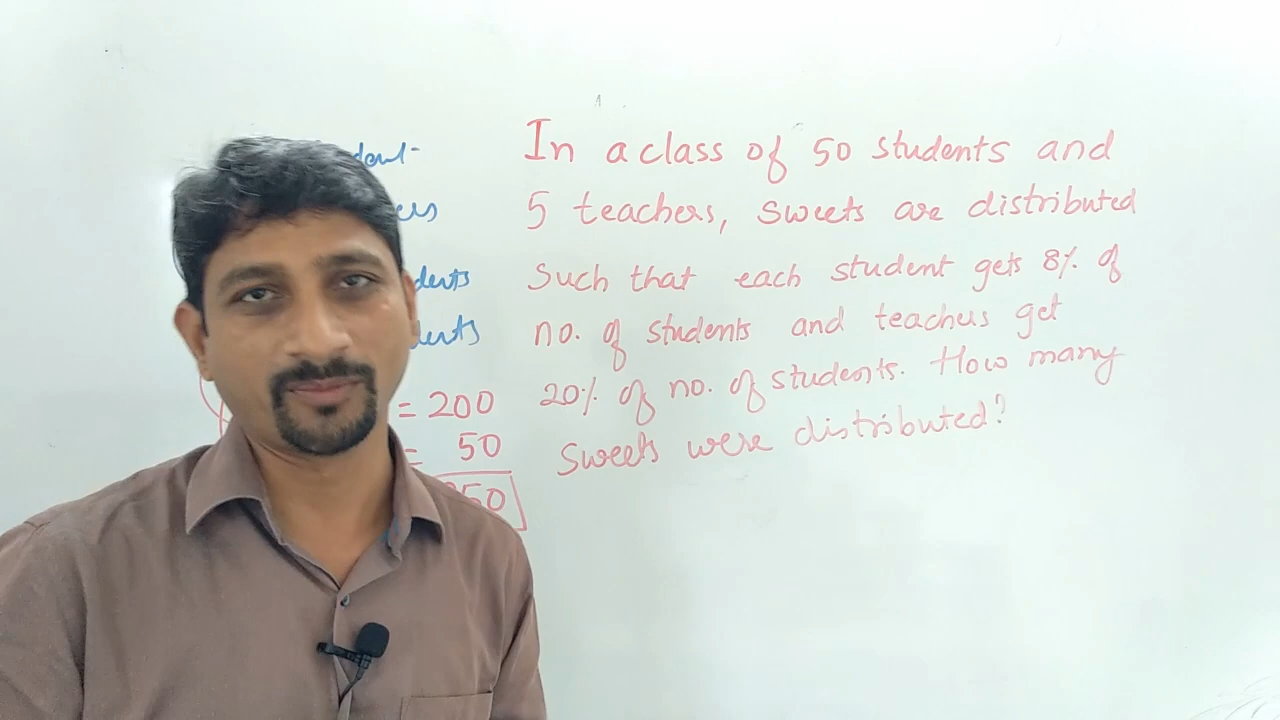 In a class of 50 students and
5 teachers, sweets are distributed
Such that each student gets 8% of
no. of students and teachers get
20% of no. of students. How many
Sweets were distributed?
= 200
= 50